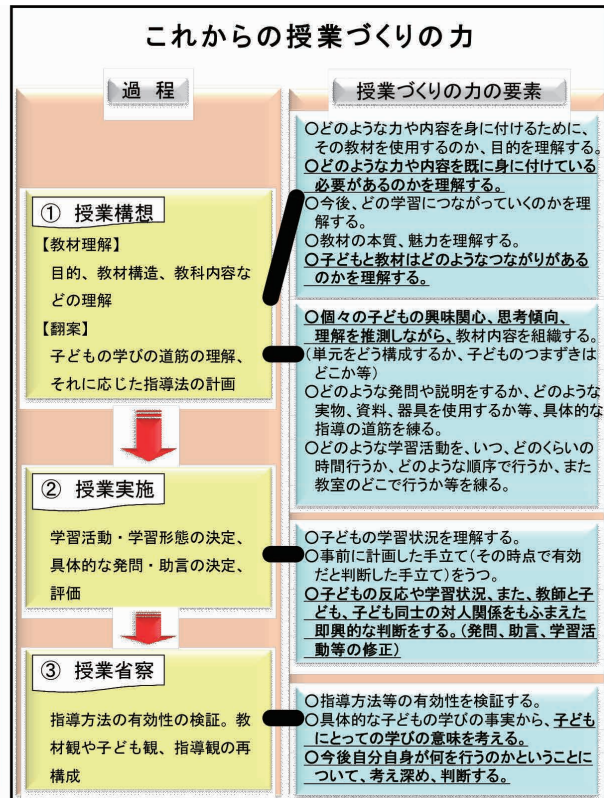 これからの授業づくりの力
過 程
授業づくりの力の要素
① 授業構想
【教材理解】
目的、教材構造、教科内容な
どの理解
【翻案】
子どもの学びの道筋の理解、
それに応じた指導法の計画
○どのような力や内容を身に付けるために、
その教材を使用するのか、目的を理解する。
○どのような力や内容を既に身に付けている
必要があるのかを理解する。
○今後、どの学習につながっていくのかを理
解する。
○教材の本質、魅力を理解する。
○子どもと教材はどのようなつながりがある
のかを理解する。
○個々の子どもの興味関心、思考傾向、
理解を推測しながら、教材内容を組織する。
(単元をどう構成するか、子どものつまずきは
どこか等)
○どのような発問や説明をするか、どのような
実物、資料、器具を使用するか等、具体的な
指導の道筋を練る。
○どのような学習活動を、いつ、どのくらいの
時間行うか、どのような順序で行うか、また
教室のどこで行うか等を練る。
② 授業実施
学習活動・学習形態の決定、
具体的な発問・助言の決定、
評価
○子どもの学習状況を理解する。
○事前に計画した手立て(その時点で有効
だと判断した手立て)をうつ。
○子どもの反応や学習状況、また、教師と子
ども、子ども同士の対人関係をもふまえた
即興的な判断をする。(発問、助言、学習活
動等の修正)
③ 授業省察
指導方法の有効性の検証。教
材観や子ども観、指導観の再
構成
○指導方法等の有効性を検証する。
○具体的な子どもの学びの事実から、子ども
にとっての学びの意味を考える。
○今後自分自身が何を行うのかということに
ついて、考え深め、判断する。